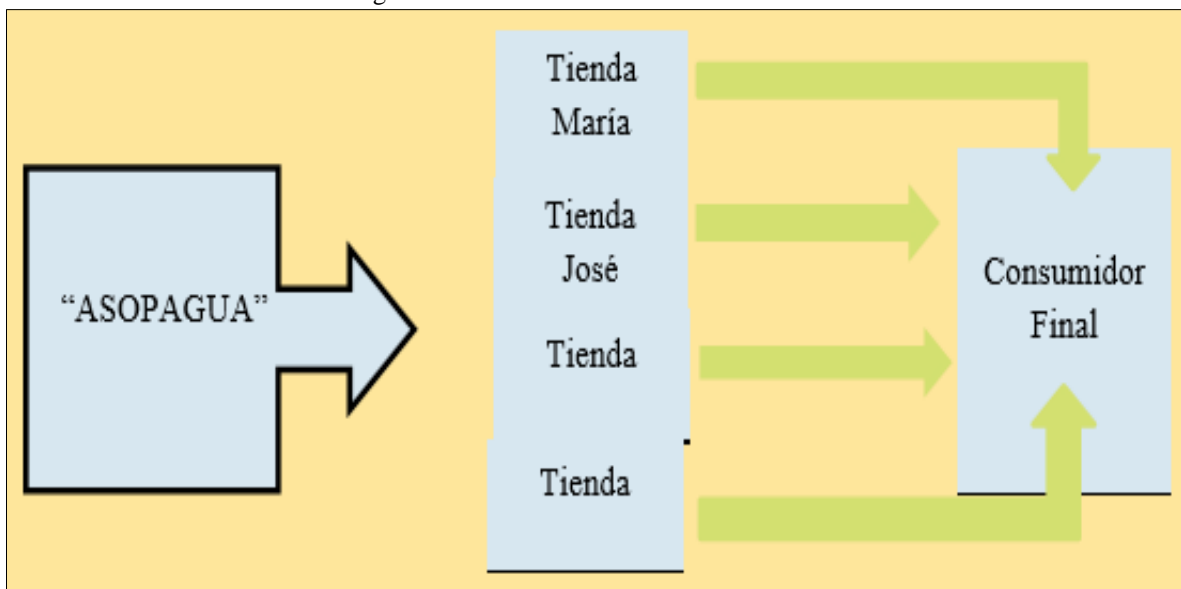 “ASOPAGUA”
Tienda
María
Tienda
José
Tienda
Tienda
Consumidor
Final